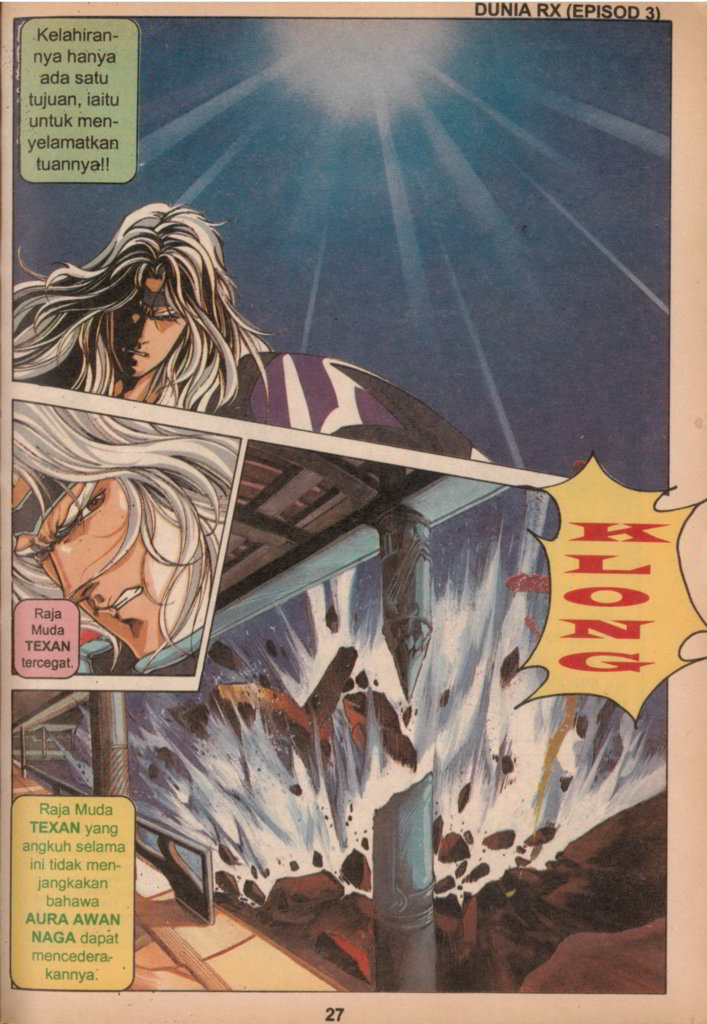 DUNIA RX (EPISOD 3)
Kelahiran-
nya hanya
ada satu
tujuan, iaitu
untuk men-
yelamatkan
tuannya!!
Raja
Muda
TEXAN
tercegat.
KLONG
Raja Muda
TEXAN yang
angkuh selama
ini tidak men-
jangkakan
bahawa
AURA AWAN
NAGA dapat
mencedera-
kannya.
27